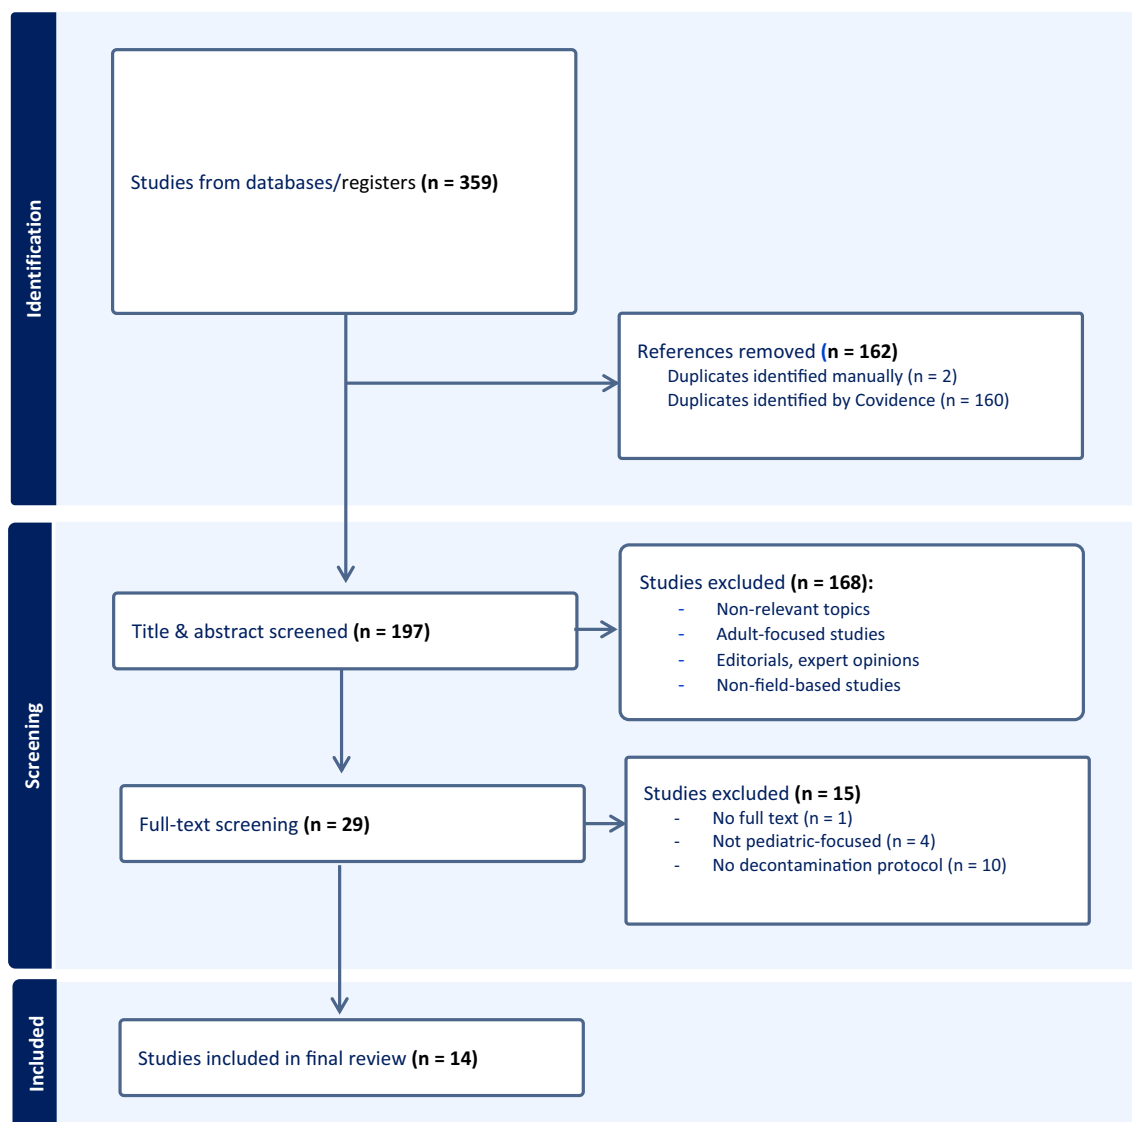 Identification
Studies from databases/registers (n = 359)
References removed (n = 162)
Duplicates identified manually (n = 2)
Duplicates identified by Covidence (n = 160)
Screening
Title & abstract screened (n = 197)
Studies excluded (n = 168):
- Non-relevant topics
- Adult-focused studies
- Editorials, expert opinions
- Non-field-based studies
Full-text screening (n = 29)
Studies excluded (n = 15)
- No full text (n = 1)
- Not pediatric-focused (n = 4)
- No decontamination protocol (n = 10)
Included
Studies included in final review (n = 14)